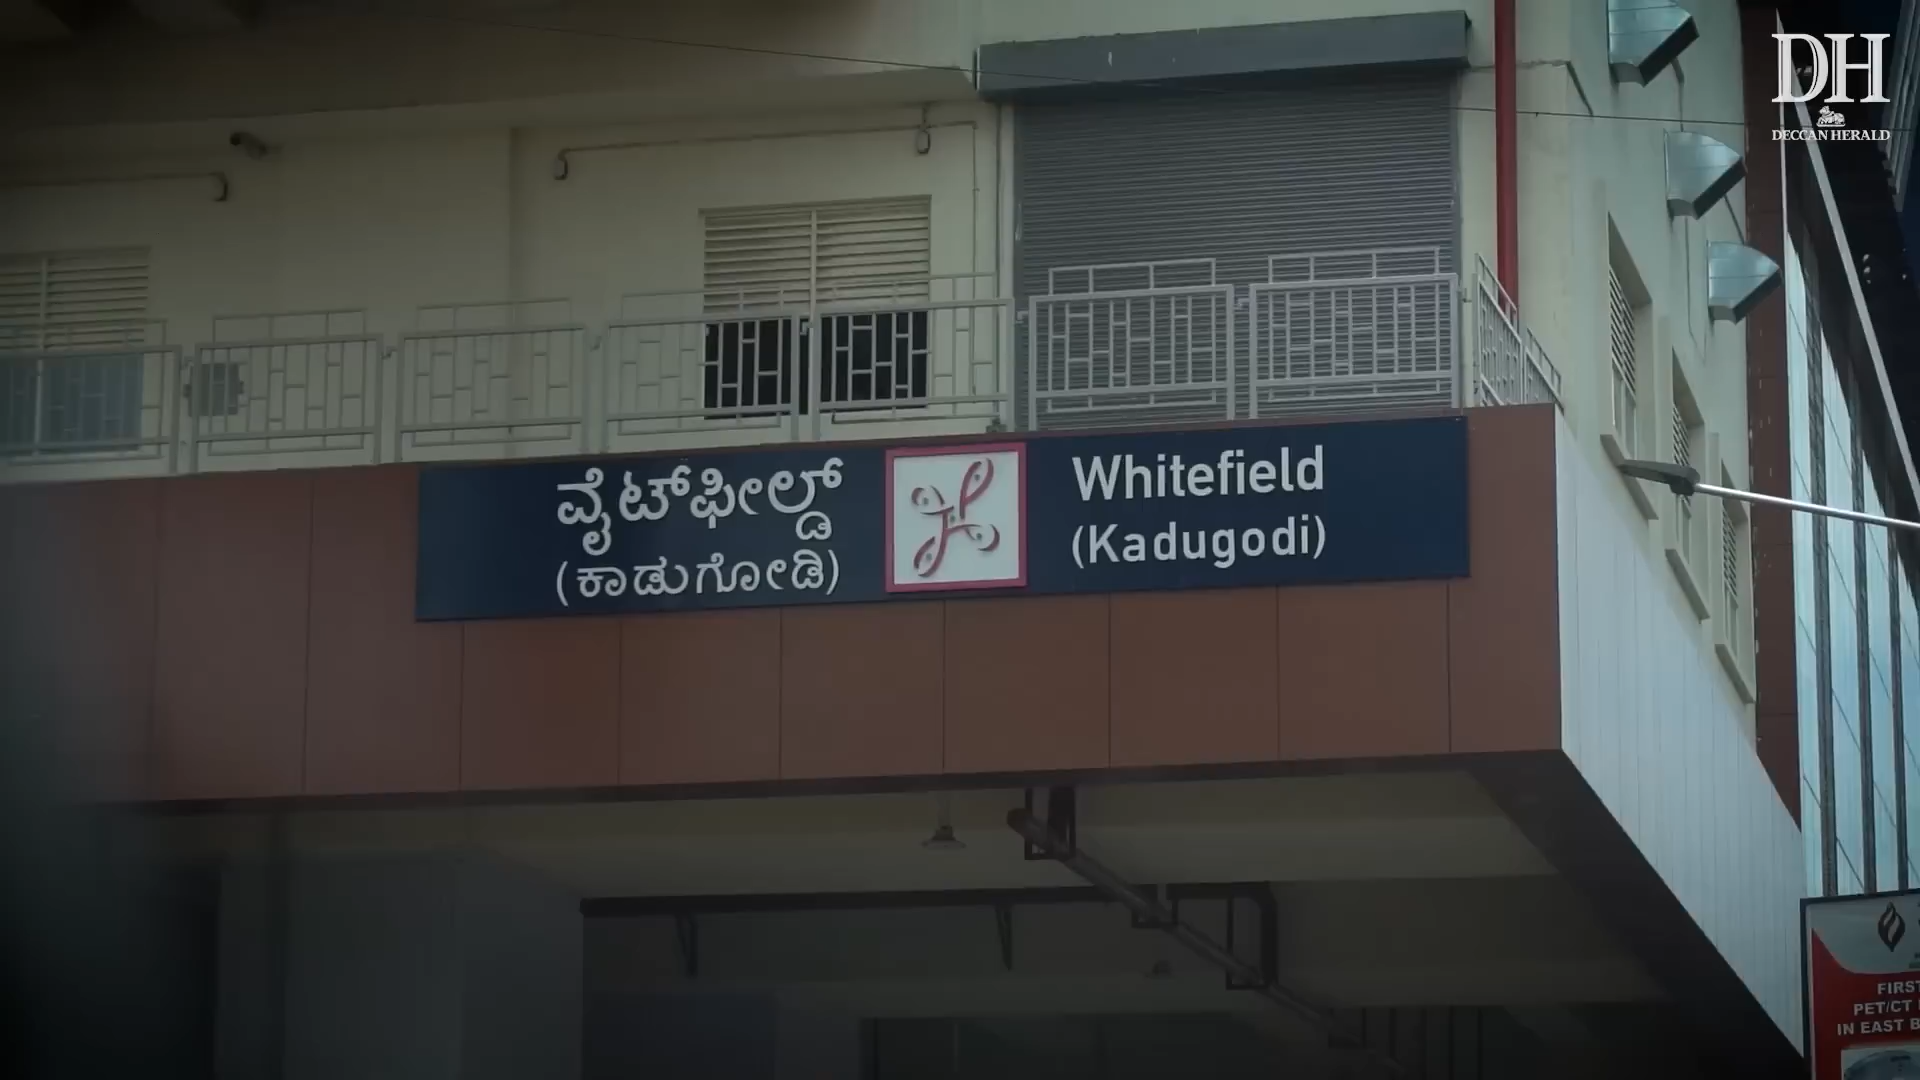 DH
DECCAN HERALD
ವೈಟ್‌ಫೀಲ್ಡ್
(ಕಾಡುಗೋಡಿ)
Whitefield
(Kadugodi)
FIRST
PET/CT
IN EAST B